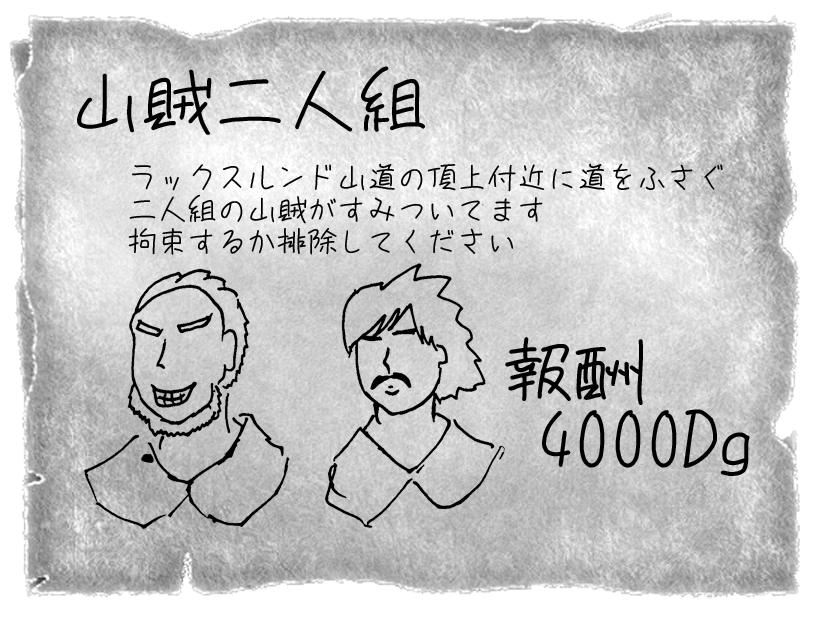 山賊二人組
ラックスルンド山道の頂上付近に道をふさぐ
二人組の山賊がすみついてます
拘束するか排除してください
報酬
4000Dg